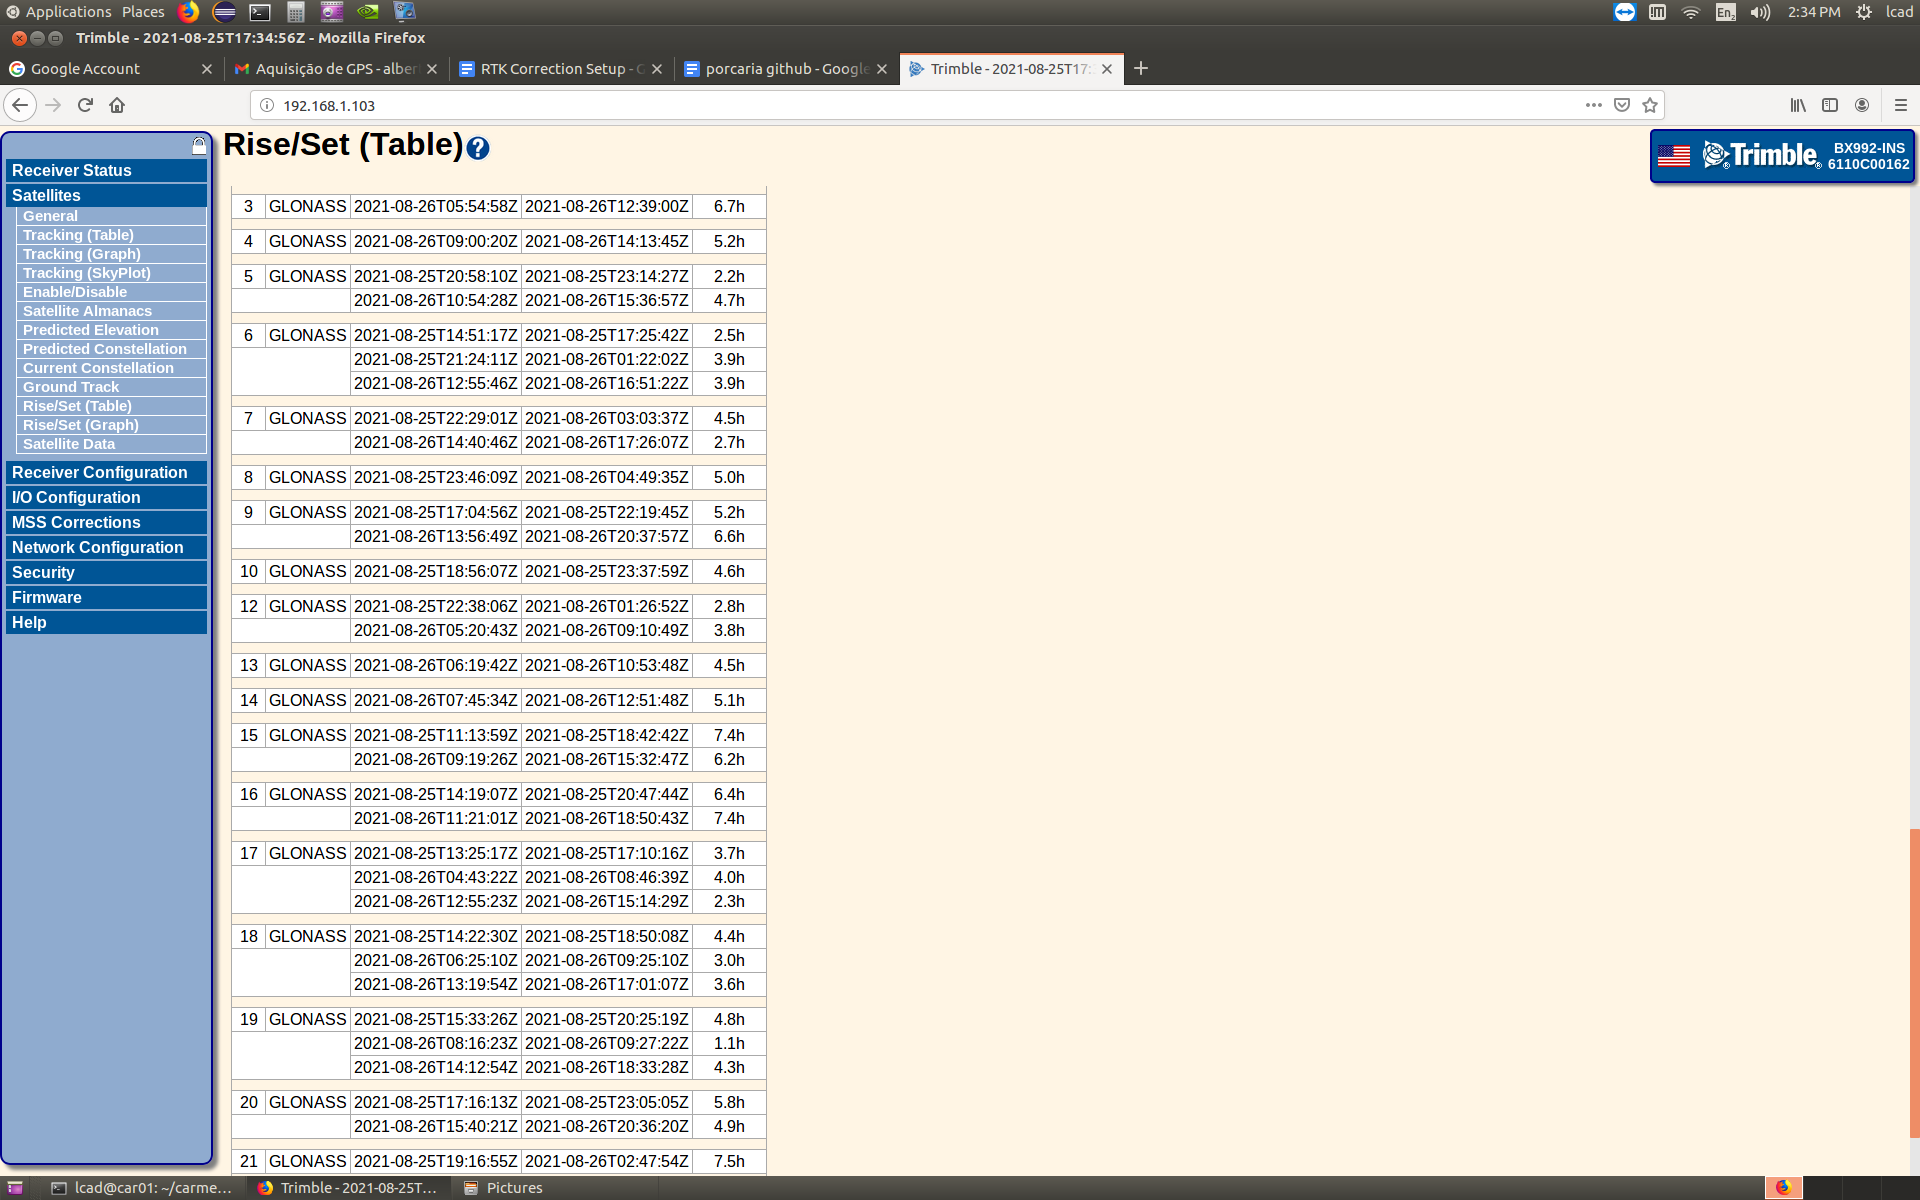 Applications Places
En2 2:34 PM lcad
Trimble - 2021-08-25T17:34:56Z - Mozilla Firefox
Google Account
Aquisição de GPS - alber
RTK Correction Setup - G
porcaria github - Google
Trimble - 2021-08-25T17:
192.168.1.103
Rise/Set (Table)
Trimble
BX992-INS
6110C00162
Receiver Status
Satellites
General
Tracking (Table)
Tracking (Graph)
Tracking (SkyPlot)
Enable/Disable
Satellite Almanacs
Predicted Elevation
Predicted Constellation
Current Constellation
Ground Track
Rise/Set (Table)
Rise/Set (Graph)
Satellite Data
Receiver Configuration
I/O Configuration
MSS Corrections
Network Configuration
Security
Firmware
Help
3 GLONASS 2021-08-26T05:54:58Z 2021-08-26T12:39:00Z 6.7h
4 GLONASS 2021-08-26T09:00:20Z 2021-08-26T14:13:45Z 5.2h
5 GLONASS 2021-08-25T20:58:10Z 2021-08-25T23:14:27Z 2.2h
2021-08-26T10:54:28Z 2021-08-26T15:36:57Z 4.7h
6 GLONASS 2021-08-25T14:51:17Z 2021-08-25T17:25:42Z 2.5h
2021-08-25T21:24:11Z 2021-08-26T01:22:02Z 3.9h
2021-08-26T12:55:46Z 2021-08-26T16:51:22Z 3.9h
7 GLONASS 2021-08-25T22:29:01Z 2021-08-26T03:03:37Z 4.5h
2021-08-26T14:40:46Z 2021-08-26T17:26:07Z 2.7h
8 GLONASS 2021-08-25T23:46:09Z 2021-08-26T04:49:35Z 5.0h
9 GLONASS 2021-08-25T17:04:56Z 2021-08-25T22:19:45Z 5.2h
2021-08-26T13:56:49Z 2021-08-26T20:37:57Z 6.6h
10 GLONASS 2021-08-25T18:56:07Z 2021-08-25T23:37:59Z 4.6h
12 GLONASS 2021-08-25T22:38:06Z 2021-08-26T01:26:52Z 2.8h
2021-08-26T05:20:43Z 2021-08-26T09:10:49Z 3.8h
13 GLONASS 2021-08-26T06:19:42Z 2021-08-26T10:53:48Z 4.5h
14 GLONASS 2021-08-26T07:45:34Z 2021-08-26T12:51:48Z 5.1h
15 GLONASS 2021-08-25T11:13:59Z 2021-08-25T18:42:42Z 7.4h
2021-08-26T09:19:26Z 2021-08-26T15:32:47Z 6.2h
16 GLONASS 2021-08-25T14:19:07Z 2021-08-25T20:47:44Z 6.4h
2021-08-26T11:21:01Z 2021-08-26T18:50:43Z 7.4h
17 GLONASS 2021-08-25T13:25:17Z 2021-08-25T17:10:16Z 3.7h
2021-08-26T04:43:22Z 2021-08-26T08:46:39Z 4.0h
2021-08-26T12:55:23Z 2021-08-26T15:14:29Z 2.3h
18 GLONASS 2021-08-25T14:22:30Z 2021-08-25T18:50:08Z 4.4h
2021-08-26T06:25:10Z 2021-08-26T09:25:10Z 3.0h
2021-08-26T13:19:54Z 2021-08-26T17:01:07Z 3.6h
19 GLONASS 2021-08-25T15:33:26Z 2021-08-25T20:25:19Z 4.8h
2021-08-26T08:16:23Z 2021-08-26T09:27:22Z 1.1h
2021-08-26T14:12:54Z 2021-08-26T18:33:28Z 4.3h
20 GLONASS 2021-08-25T17:16:13Z 2021-08-25T23:05:05Z 5.8h
2021-08-26T15:40:21Z 2021-08-26T20:36:20Z 4.9h
21 GLONASS 2021-08-25T19:16:55Z 2021-08-26T02:47:54Z 7.5h
lcad@car01: ~/carme...
Trimble - 2021-08-25T...
Pictures